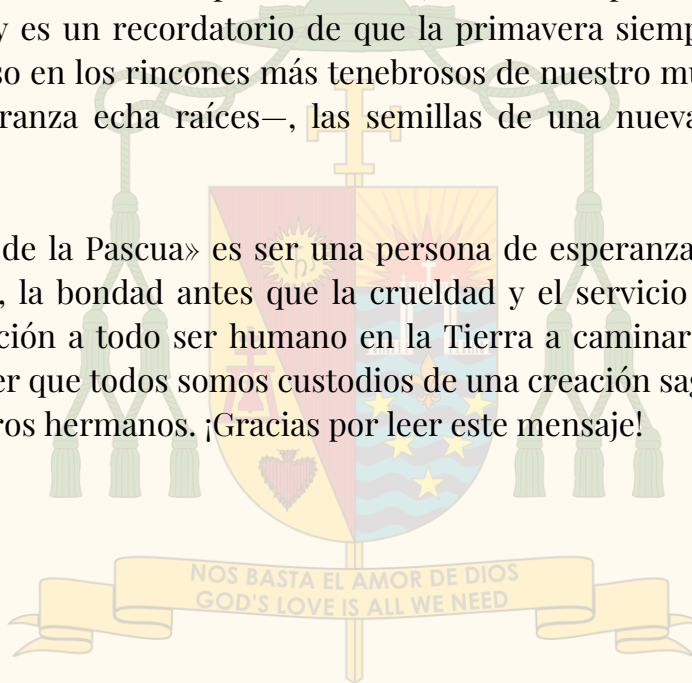 y es un recordatorio de que la primavera siemp
so en los rincones más tenebrosos de nuestro mu
ranza echa raíces—, las semillas de una nueva
de la Pascua» es ser una persona de esperanza
, la bondad antes que la crueldad y el servicio
ción a todo ser humano en la Tierra a caminar
er que todos somos custodios de una creación sag
ros hermanos. ¡Gracias por leer este mensaje!
NOS BASTA EL AMOR DE DIOS
GOD'S LOVE IS ALL WE NEED